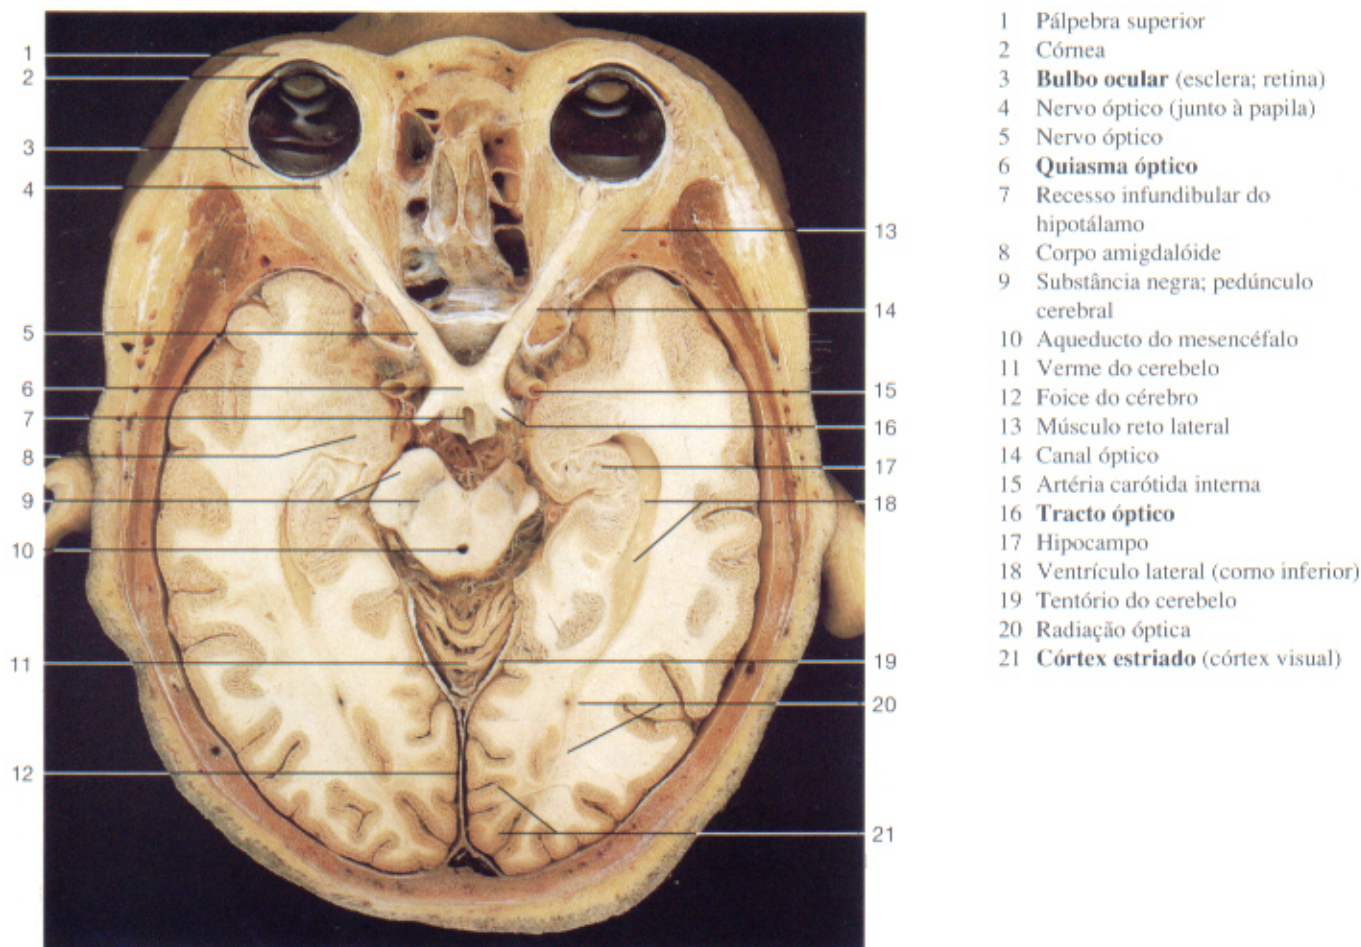 1
2
3
4
5
6
7
8
9
10
11
12
13
14
15
16
17
18
19
20
21
1 Pálpebra superior
2 Córnea
3 Bulbo ocular (esclera; retina)
4 Nervo óptico (junto à papila)
5 Nervo óptico
6 Quiasma óptico
7 Recesso infundibular do
hipotálamo
8 Corpo amigdalóide
9 Substância negra; pedúnculo
cerebral
10 Aqueducto do mesencéfalo
11 Verme do cerebelo
12 Foice do cérebro
13 Músculo reto lateral
14 Canal óptico
15 Artéria carótida interna
16 Tracto óptico
17 Hipocampo
18 Ventrículo lateral (corno inferior)
19 Tentório do cerebelo
20 Radiação óptica
21 Córtex estriado (córtex visual)